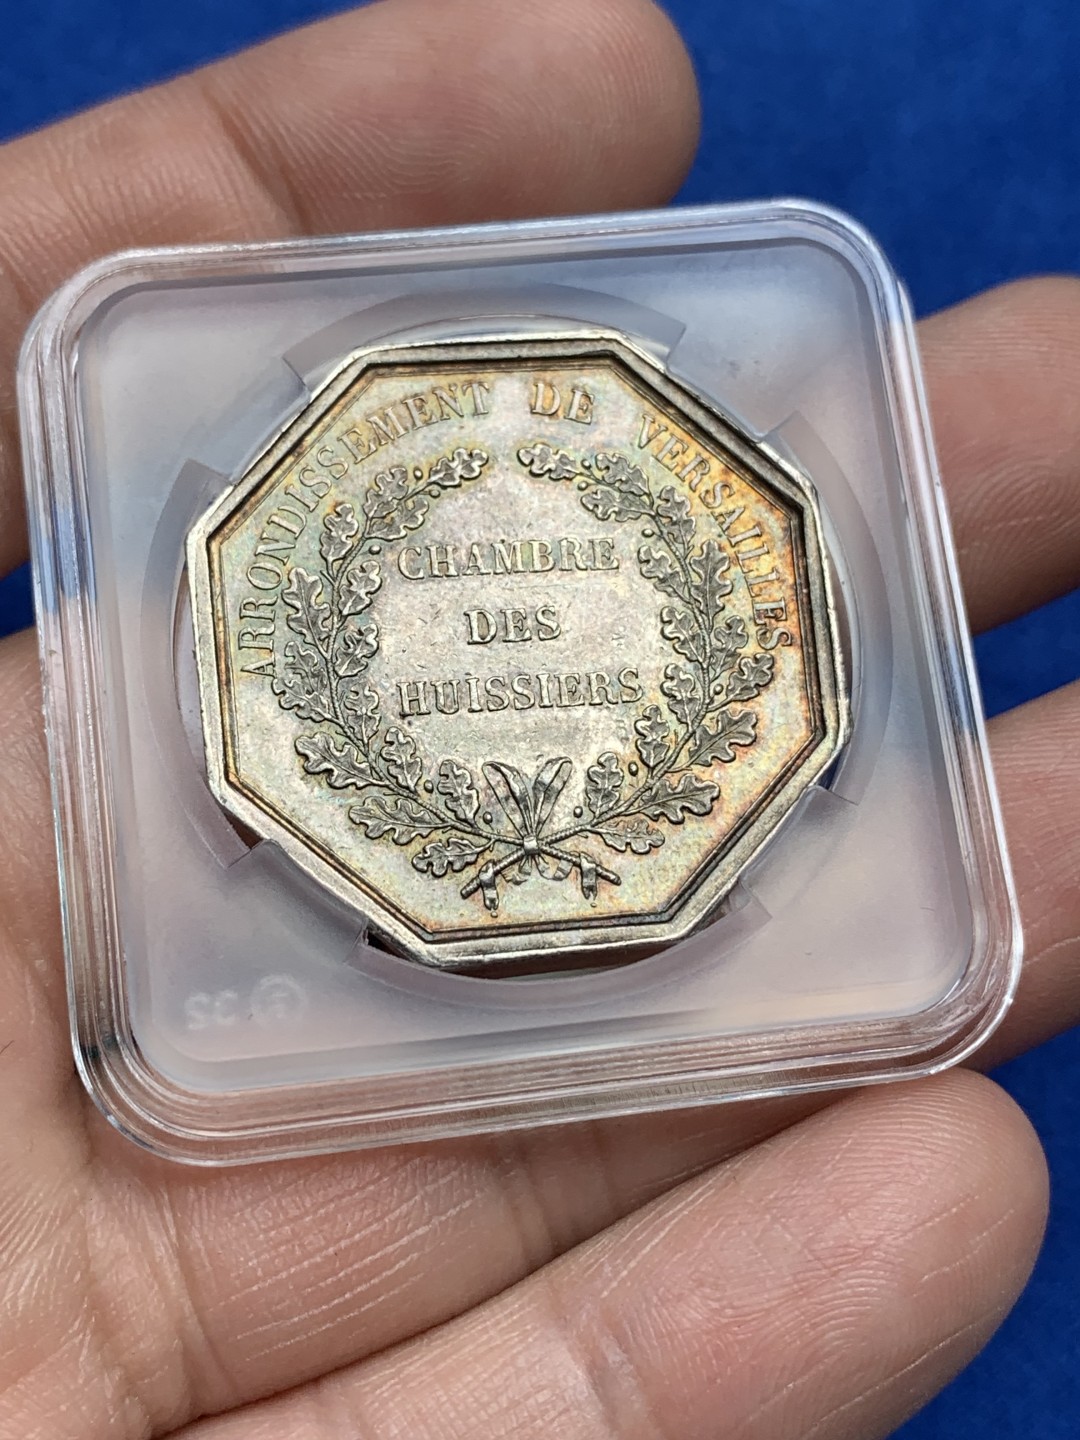 ARRONDISSEMENT DE VERSAILLES
CHAMBRE
DES
HUISSIERS